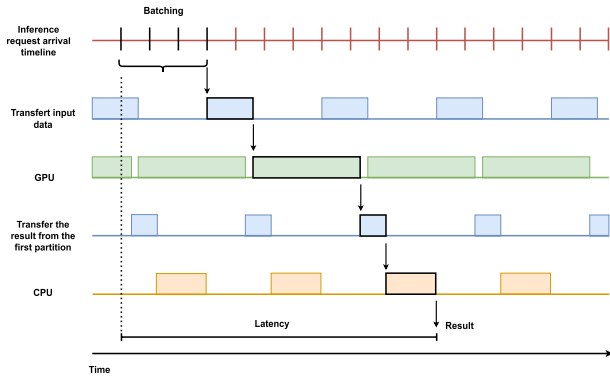 Batching
Inference
request arrival
timeline
Transfert input
data
GPU
Transfer the
result from the
first partition
CPU
Latency
Result
Time